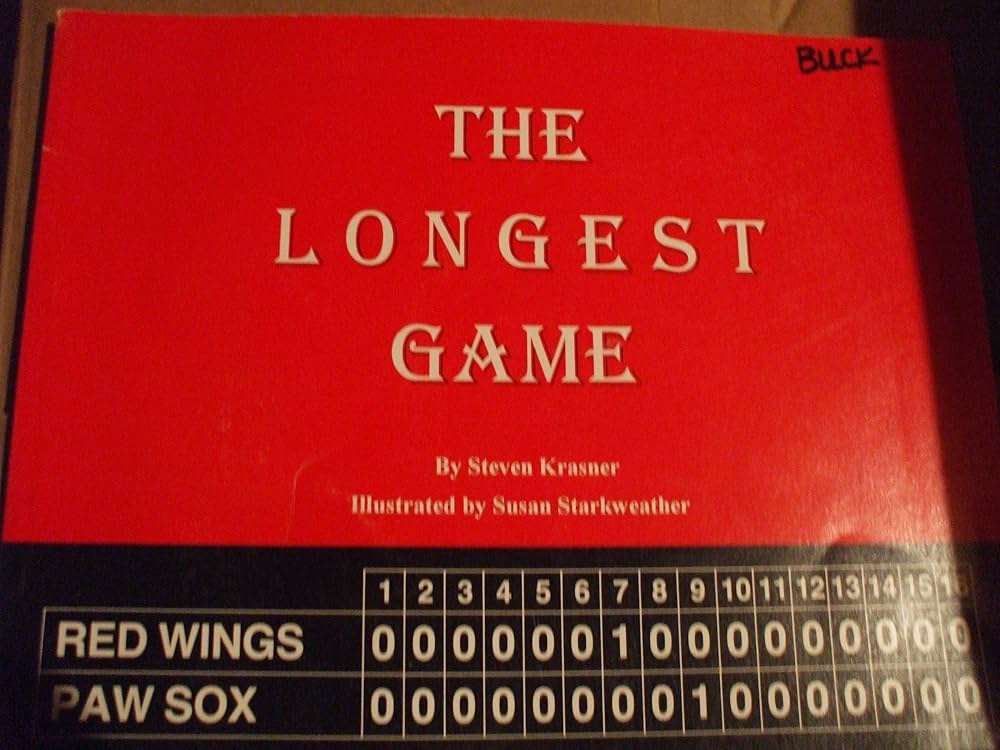 BUCK
THE
LONGEST
GAME
By Steven Krasner
Illustrated by Susan Starkweather
1 2 3 4 5 6 7 8 9 10 11 12 13 14 15 16
RED WINGS 0 0 0 0 0 0 1 0 0 0 0 0 0 0 0 0
PAW SOX 0 0 0 0 0 0 0 0 1 0 0 0 0 0 0 0